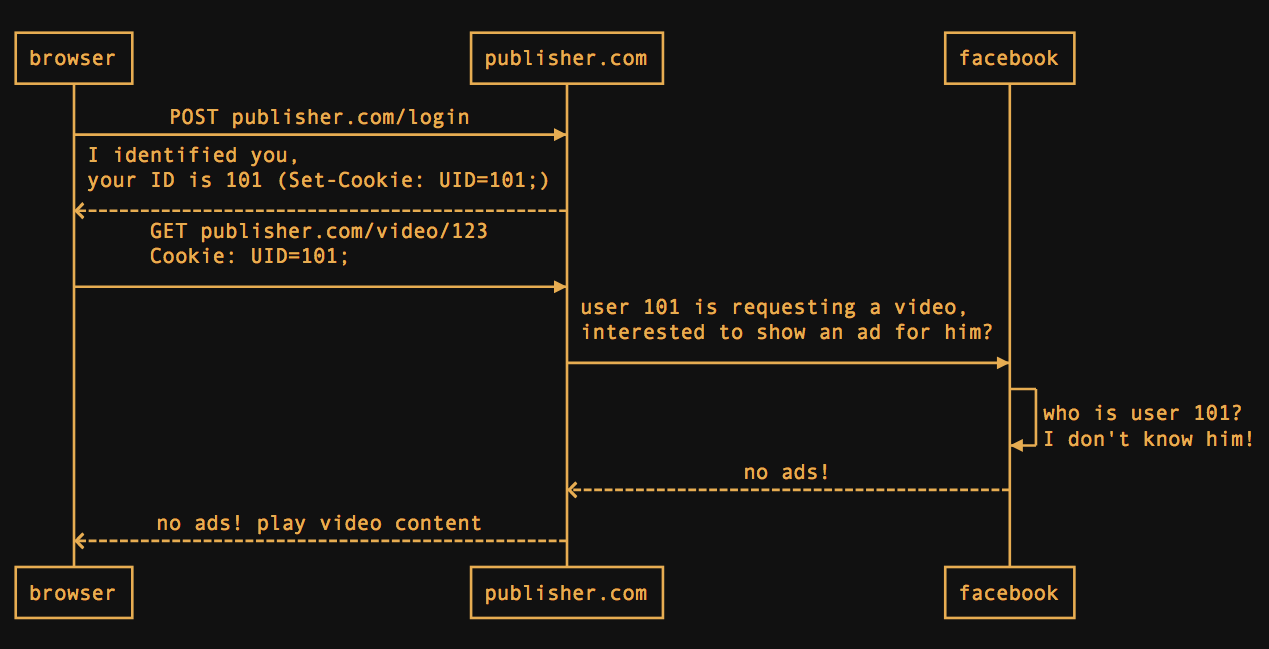 browser
publisher.com
facebook
POST publisher.com/login
I identified you,
your ID is 101 (Set-Cookie: UID=101;)
GET publisher.com/video/123
Cookie: UID=101;
user 101 is requesting a video,
interested to show an ad for him?
who is user 101?
I don't know him!
no ads!
no ads! play video content
browser
publisher.com
facebook